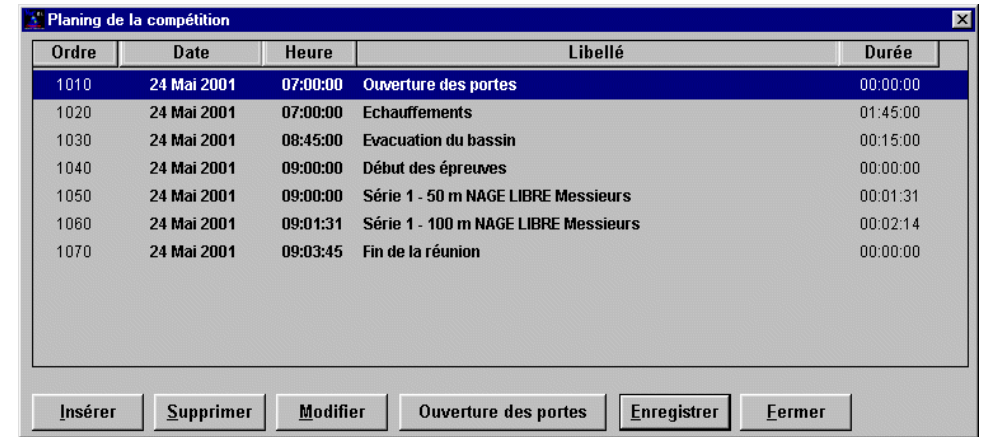 Planing de la compétition
Ordre Date Heure Libellé Durée
1010 24 Mai 2001 07:00:00 Ouverture des portes 00:00:00
1020 24 Mai 2001 07:00:00 Echauffements 01:45:00
1030 24 Mai 2001 08:45:00 Evacuation du bassin 00:15:00
1040 24 Mai 2001 09:00:00 Début des épreuves 00:00:00
1050 24 Mai 2001 09:00:00 Série 1 - 50 m NAGE LIBRE Messieurs 00:01:31
1060 24 Mai 2001 09:01:31 Série 1 - 100 m NAGE LIBRE Messieurs 00:02:14
1070 24 Mai 2001 09:03:45 Fin de la réunion 00:00:00
Insérer Supprimer Modifier Ouverture des portes Enregistrer Fermer